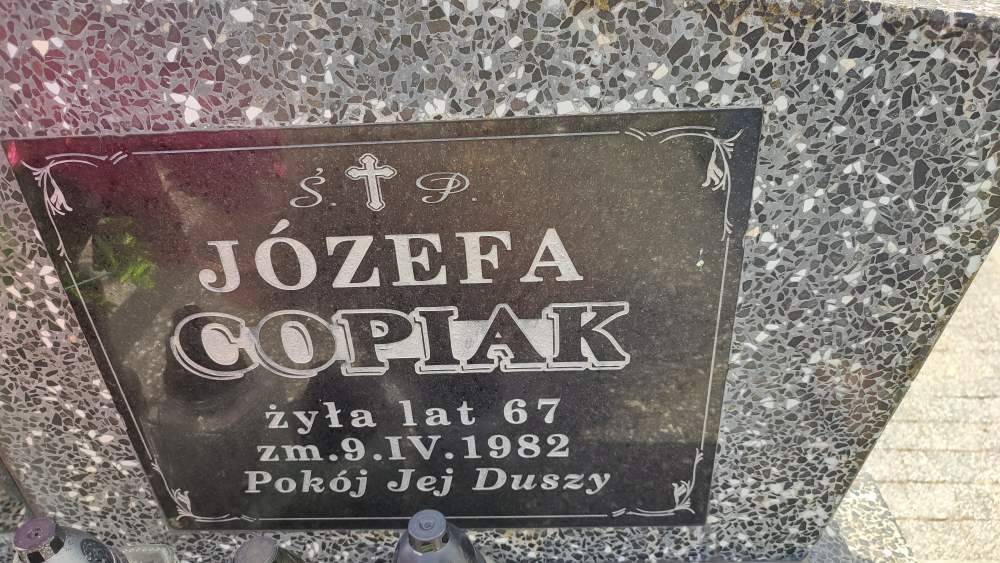 Ś. P.
JÓZEFA
COPIAK
żyła lat 67
zm.9.IV.1982
Pokój Jej Duszy